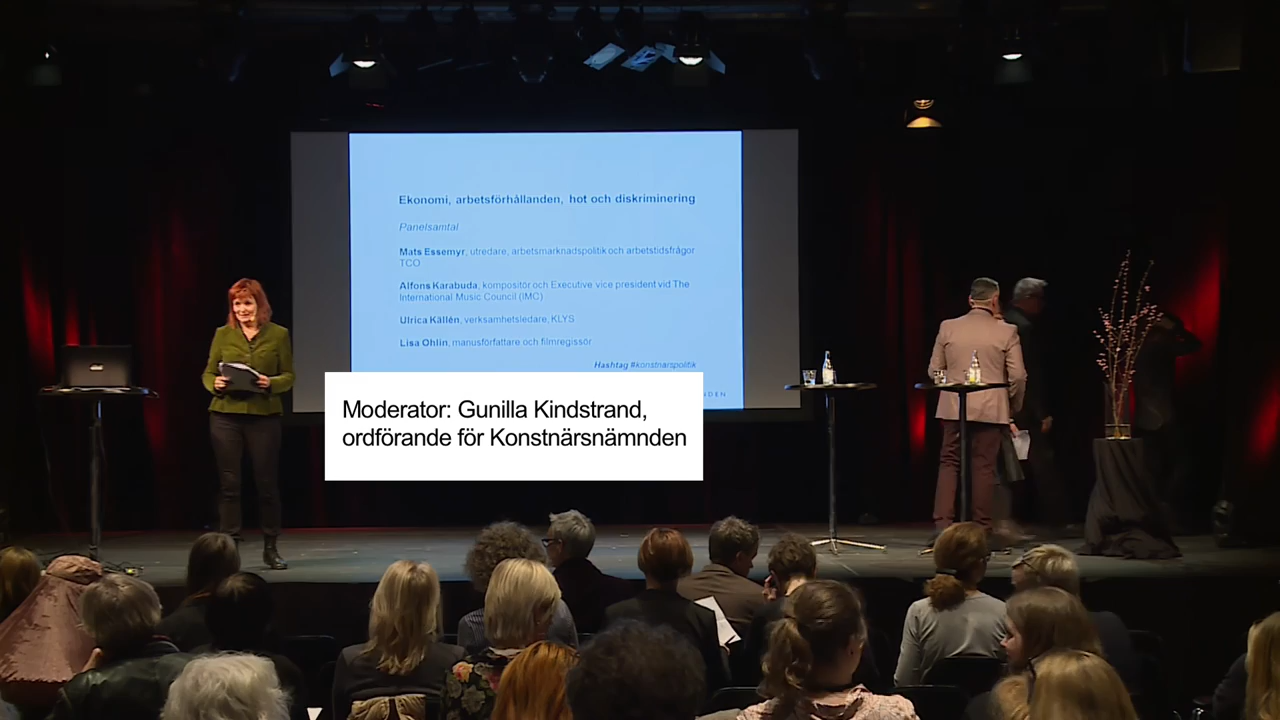 Ekonomi, arbetsförhållanden, hot och diskriminering
Panelsamtal
Mats Essemyr, utredare, arbetsmarknadspolitik och arbetstidsfrågor
TCO
Alfons Karabuda, kompositör och Executive vice president vid The
International Music Council (IMC)
Ulrica Källén, verksamhetsledare, KLYS
Lisa Ohlin, manusförfattare och filmregissör
Hashtag #konstnarspolitik
Moderator: Gunilla Kindstrand,
ordförande för Konstnärsnämnden